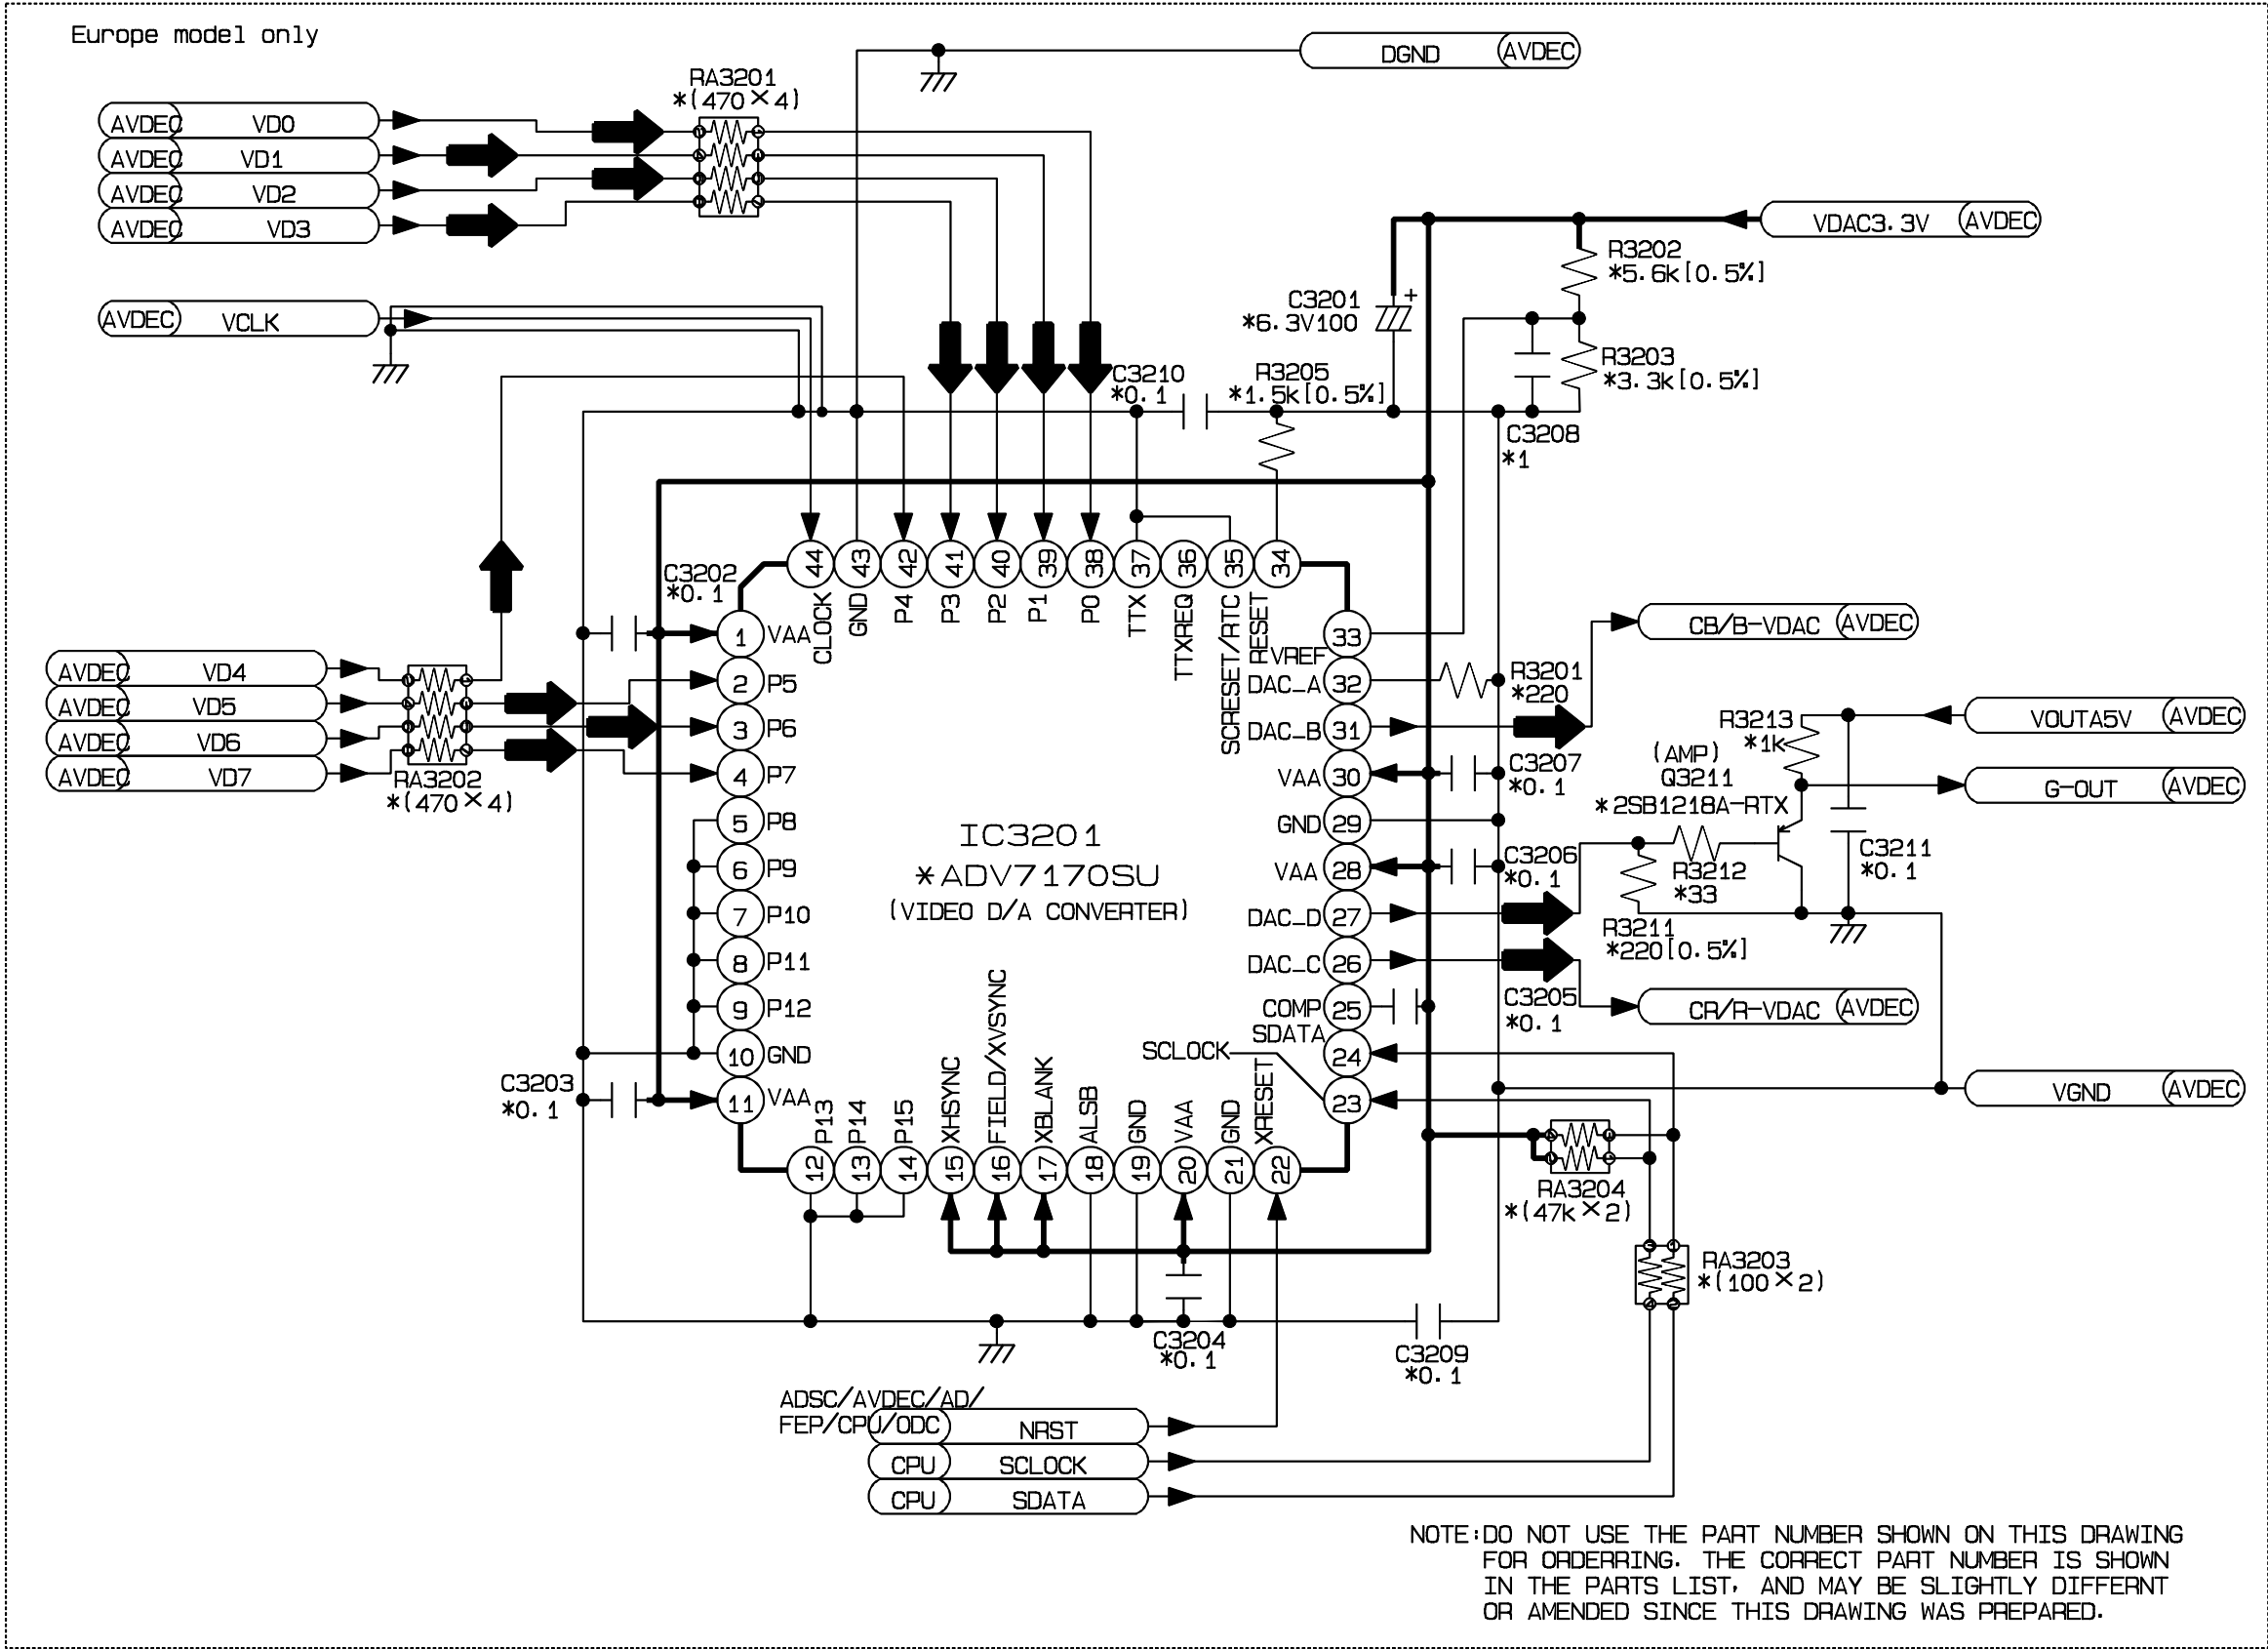 Europe model only
DGND AVDEC
RA3201
*(470×4)
AVDEC VD0
AVDEC VD1
AVDEC VD2
AVDEC VD3
VDAC3.3V AVDEC
R3202
*5.6k[0.5%]
C3201 +
*6.3V100
AVDEC VCLK
R3203
*3.3k[0.5%]
C3210
*0.1
R3205
*1.5k[0.5%]
C3208
*1
C3202
*0.1
44 43 42 41 40 39 38 37 36 35 34
CLOCK GND P4 P3 P2 P1 P0 TTX TTXREQ SCRESET/RTC RESET
1 VAA
2 P5
3 P6
4 P7
5 P8
6 P9
7 P10
8 P11
9 P12
10 GND
11 VAA
VREF 33
DAC_A 32
DAC_B 31
VAA 30
GND 29
VAA 28
DAC_D 27
DAC_C 26
COMP 25
SDATA 24
SCLOCK 23
AVDEC VD4
AVDEC VD5
AVDEC VD6
AVDEC VD7
RA3202
*(470×4)
IC3201
*ADV7170SU
(VIDEO D/A CONVERTER)
CB/B-VDAC AVDEC
R3201
*220
C3207
*0.1
R3213
*1k
VOUTA5V AVDEC
(AMP)
Q3211
*2SB1218A-RTX
G-OUT AVDEC
C3206
*0.1
R3212
*33
C3211
*0.1
R3211
*220[0.5%]
C3205
*0.1
CR/R-VDAC AVDEC
VGND AVDEC
C3203
*0.1
P13 P14 P15 XHSYNC FIELD/XVSYNC XBLANK ALSB GND VAA GND XRESET
12 13 14 15 16 17 18 19 20 21 22
RA3204
*(47k×2)
3 1
4 2
RA3203
*(100×2)
C3204
*0.1
C3209
*0.1
ADSC/AVDEC/AD/
FEP/CPU/ODC NRST
CPU SCLOCK
CPU SDATA
NOTE:DO NOT USE THE PART NUMBER SHOWN ON THIS DRAWING
FOR ORDERRING. THE CORRECT PART NUMBER IS SHOWN
IN THE PARTS LIST, AND MAY BE SLIGHTLY DIFFERNT
OR AMENDED SINCE THIS DRAWING WAS PREPARED.